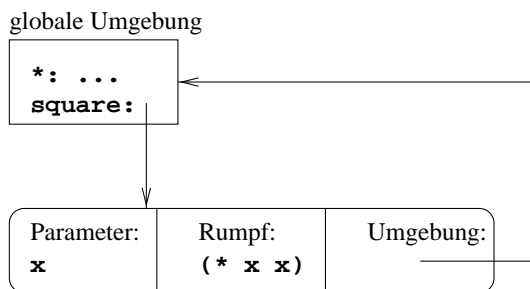 globale Umgebung
*: ...
square:
Parameter: Rumpf: Umgebung:
x (* x x)